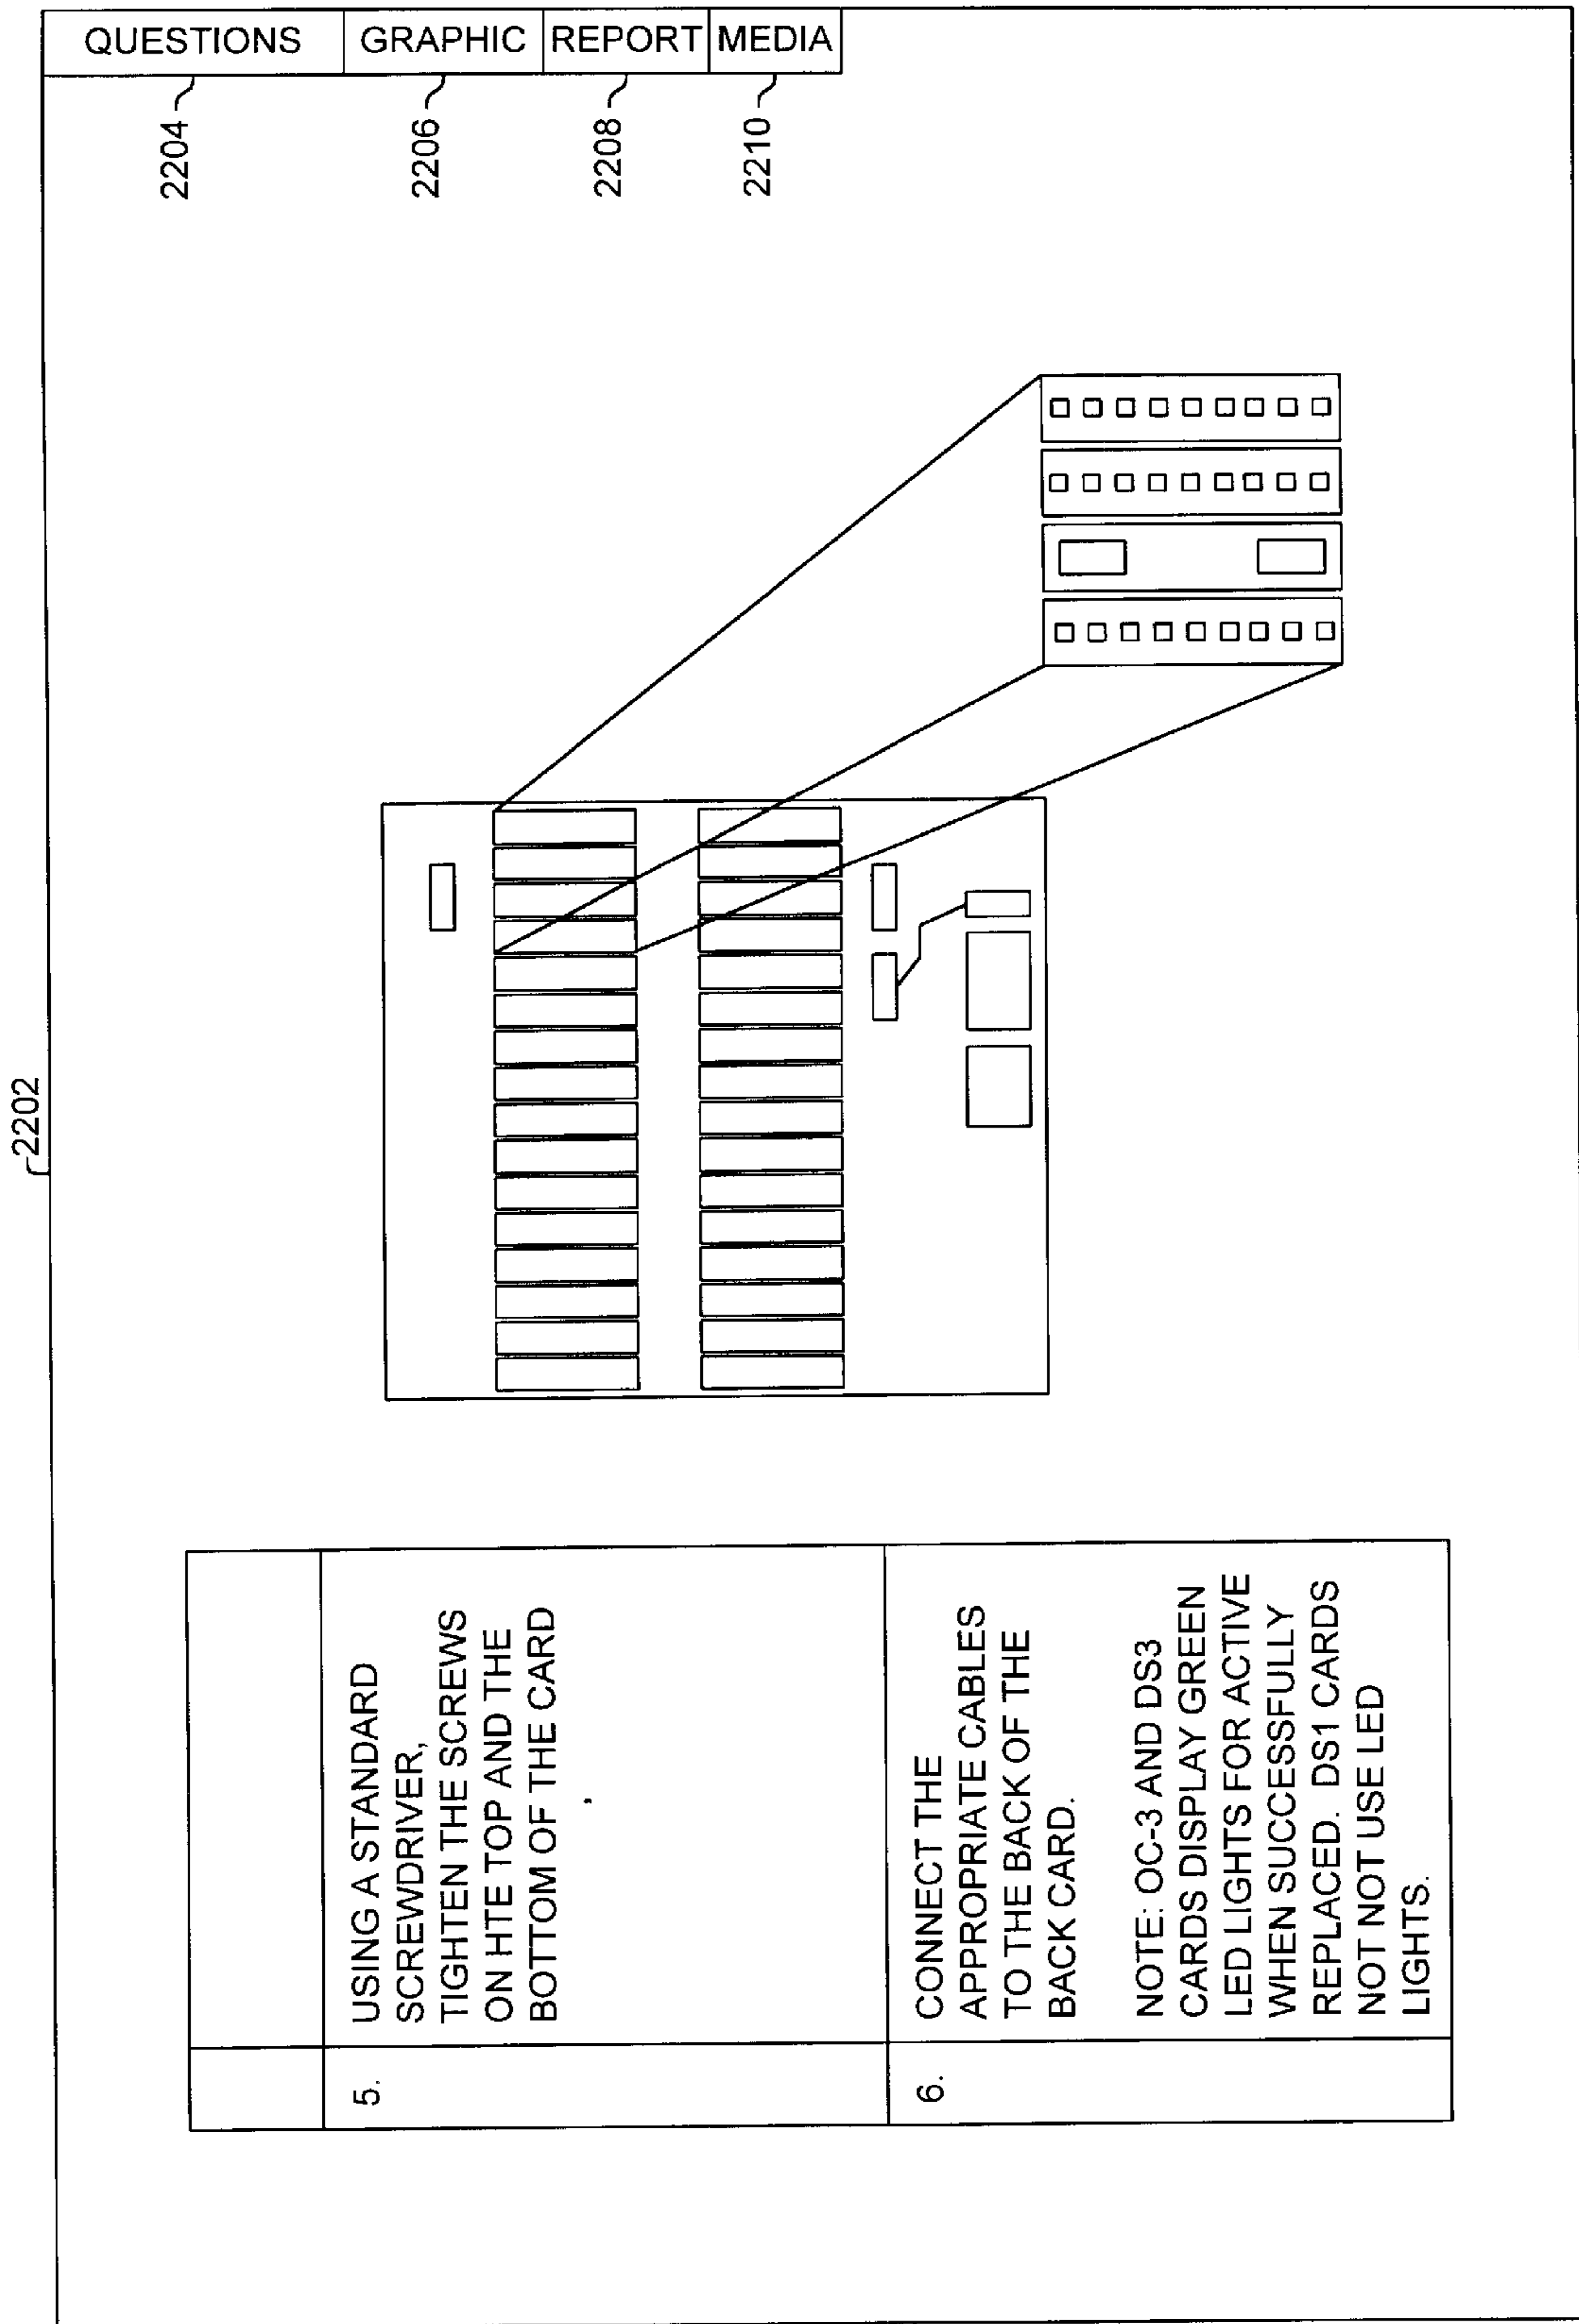 2202
QUESTIONS
GRAPHIC
REPORT
MEDIA
2204
2206
2208
2210
5.
USING A STANDARD
SCREWDRIVER,
TIGHTEN THE SCREWS
ON HTE TOP AND THE
BOTTOM OF THE CARD
,
6.
CONNECT THE
APPROPRIATE CABLES
TO THE BACK OF THE
BACK CARD.
NOTE: OC-3 AND DS3
CARDS DISPLAY GREEN
LED LIGHTS FOR ACTIVE
WHEN SUCCESSFULLY
REPLACED. DS1 CARDS
NOT NOT USE LED
LIGHTS.